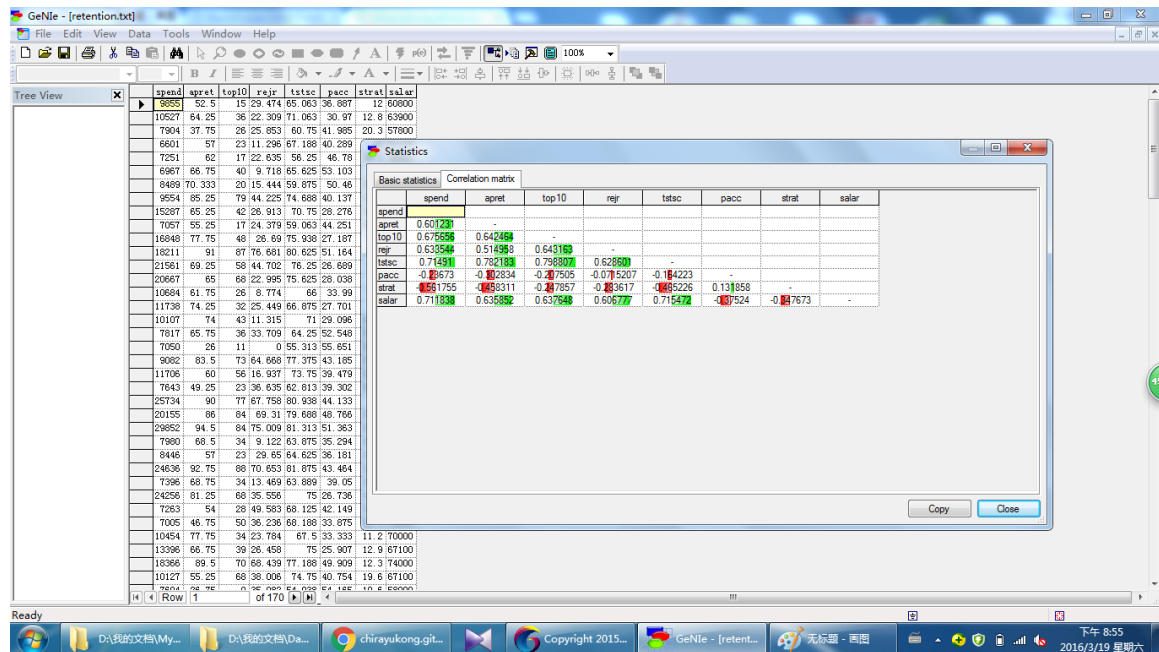 GeNIe - [retention.txt]
File Edit View Data Tools Window Help
100%
B I
Tree View
spend apret top10 rejr tstsc pacc strat salar
9855 52.5 15 29.474 65.063 36.887 12 60800
10527 64.25 36 22.309 71.063 30.97 12.8 63900
7904 37.75 26 25.853 60.75 41.985 20.3 57800
6601 57 23 11.296 67.188 40.289
7251 62 17 22.635 56.25 46.78
6967 66.75 40 9.718 65.625 53.103
8489 70.333 20 15.444 59.875 50.46
9554 85.25 79 44.225 74.688 40.137
15287 65.25 42 26.913 70.75 28.276
7057 55.25 17 24.379 59.063 44.251
16848 77.75 48 26.69 75.938 27.187
18211 91 87 76.681 80.625 51.164
21561 69.25 58 44.702 76.25 26.689
20667 65 68 22.995 75.625 28.038
10684 61.75 26 8.774 66 33.99
11738 74.25 32 25.449 66.875 27.701
10107 74 43 11.315 71 29.096
7817 65.75 36 33.709 64.25 52.548
7050 26 11 0 55.313 55.651
9082 83.5 73 64.668 77.375 43.185
11706 60 56 16.937 73.75 39.479
7643 49.25 23 36.635 62.813 39.302
25734 90 77 67.758 80.938 44.133
20155 86 84 69.31 79.688 48.766
29852 94.5 84 75.009 81.313 51.363
7980 68.5 34 9.122 63.875 35.294
8446 57 23 29.65 64.625 36.181
24636 92.75 88 70.653 81.875 43.464
7396 68.75 34 13.469 63.889 39.05
24256 81.25 68 35.556 75 26.736
7263 54 28 49.583 68.125 42.149
7005 46.75 50 36.236 68.188 33.875
10454 77.75 34 23.784 67.5 33.333 11.2 70000
13396 66.75 39 26.458 75 25.907 12.9 67100
18366 89.5 70 68.439 77.188 49.909 12.3 74000
10127 55.25 68 38.006 74.75 40.754 19.6 67100
Row 1 of 170
Statistics
Basic statistics Correlation matrix
spend apret top10 rejr tstsc pacc strat salar
spend
apret 0.601231 -
top10 0.675656 0.642464 -
rejr 0.633544 0.514958 0.643163 -
tstsc 0.71491 0.782183 0.798807 0.628601 -
pacc -0.23673 -0.302834 -0.207505 -0.0715207 -0.164223 -
strat -0.561755 -0.458311 -0.247857 -0.283617 -0.465226 0.131858 -
salar 0.711838 0.635852 0.637648 0.606777 0.715472 -0.37524 -0.347673 -
Copy Close
Ready
D:\我的文档\My... D:\我的文档\Da... chirayukong.git... Copyright 2015... GeNIe - [retent... 无标题 - 画图
下午 8:55
2016/3/19 星期六